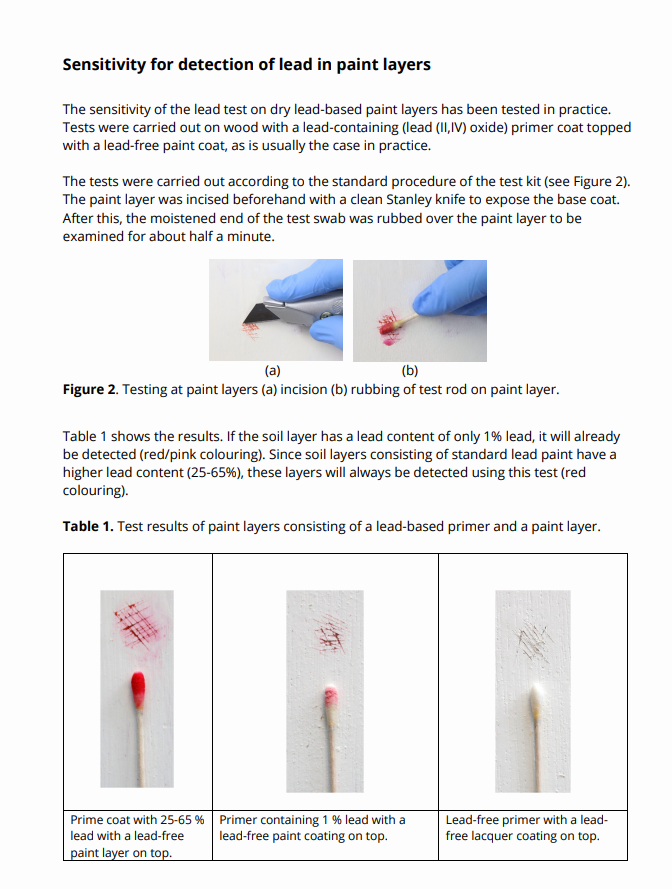 Sensitivity for detection of lead in paint layers
The sensitivity of the lead test on dry lead-based paint layers has been tested in practice.
Tests were carried out on wood with a lead-containing (lead (II,IV) oxide) primer coat topped
with a lead-free paint coat, as is usually the case in practice.
The tests were carried out according to the standard procedure of the test kit (see Figure 2).
The paint layer was incised beforehand with a clean Stanley knife to expose the base coat.
After this, the moistened end of the test swab was rubbed over the paint layer to be
examined for about half a minute.
(a) (b)
Figure 2. Testing at paint layers (a) incision (b) rubbing of test rod on paint layer.
Table 1 shows the results. If the soil layer has a lead content of only 1% lead, it will already
be detected (red/pink colouring). Since soil layers consisting of standard lead paint have a
higher lead content (25-65%), these layers will always be detected using this test (red
colouring).
Table 1. Test results of paint layers consisting of a lead-based primer and a paint layer.
Prime coat with 25-65 %
lead with a lead-free
paint layer on top.
Primer containing 1 % lead with a
lead-free paint coating on top.
Lead-free primer with a lead-
free lacquer coating on top.